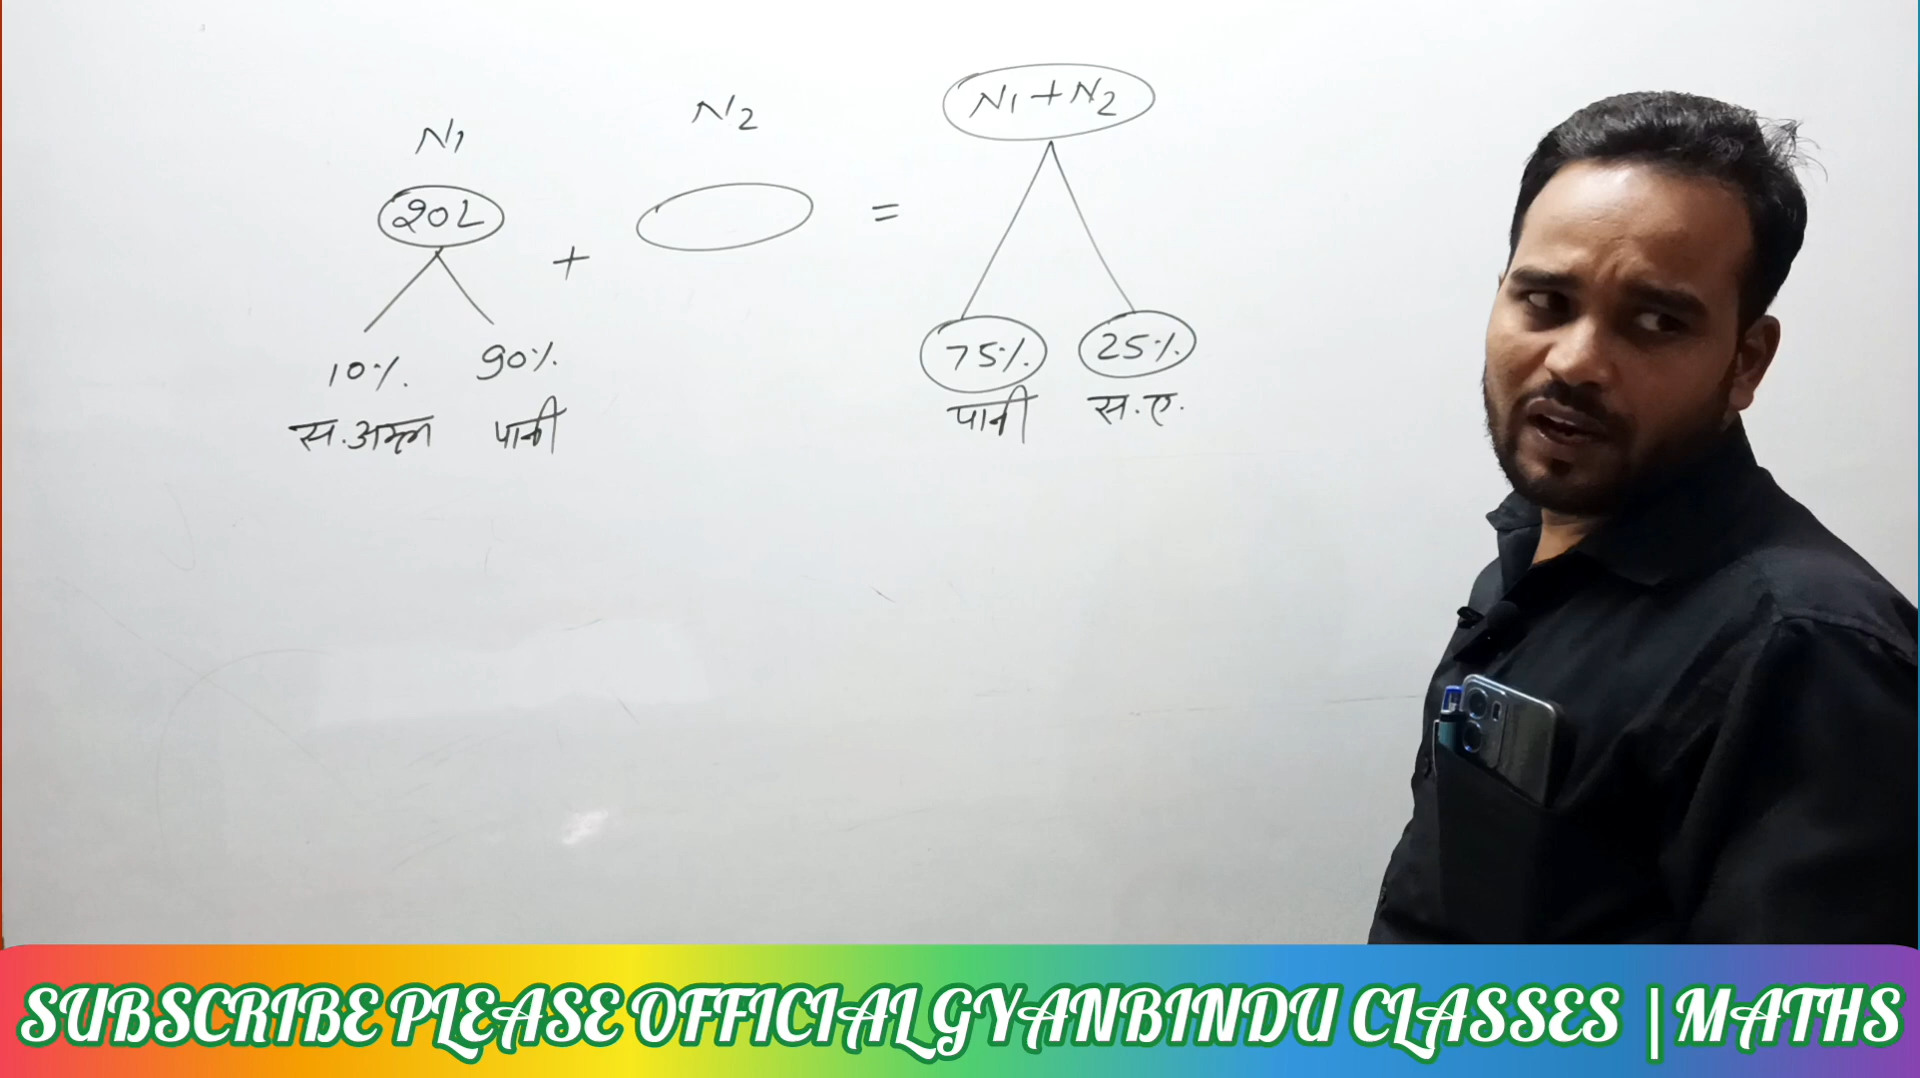 N1
N2
N1+N2
20L
+
=
10%.
90%.
स.अम्ल
पानी
75%.
25%.
पानी
स.ए.
SUBSCRIBE PLEASE OFFICIAL GYANBINDU CLASSES | MATHS